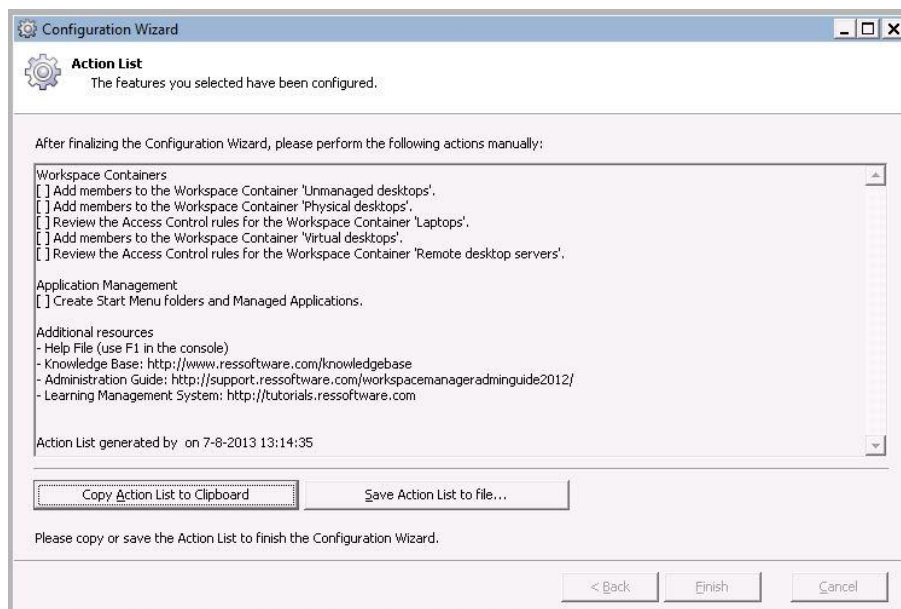 Configuration Wizard
Action List
The features you selected have been configured.
After finalizing the Configuration Wizard, please perform the following actions manually:
Workspace Containers
[ ] Add members to the Workspace Container 'Unmanaged desktops'.
[ ] Add members to the Workspace Container 'Physical desktops'.
[ ] Review the Access Control rules for the Workspace Container 'Laptops'.
[ ] Add members to the Workspace Container 'Virtual desktops'.
[ ] Review the Access Control rules for the Workspace Container 'Remote desktop servers'.
Application Management
[ ] Create Start Menu folders and Managed Applications.
Additional resources
- Help File (use F1 in the console)
- Knowledge Base: http://www.ressoftware.com/knowledgebase
- Administration Guide: http://support.ressoftware.com/workspacemanageradminguide2012/
- Learning Management System: http://tutorials.ressoftware.com
Action List generated by  on 7-8-2013 13:14:35
Copy Action List to Clipboard
Save Action List to file...
Please copy or save the Action List to finish the Configuration Wizard.
< Back
Finish
Cancel